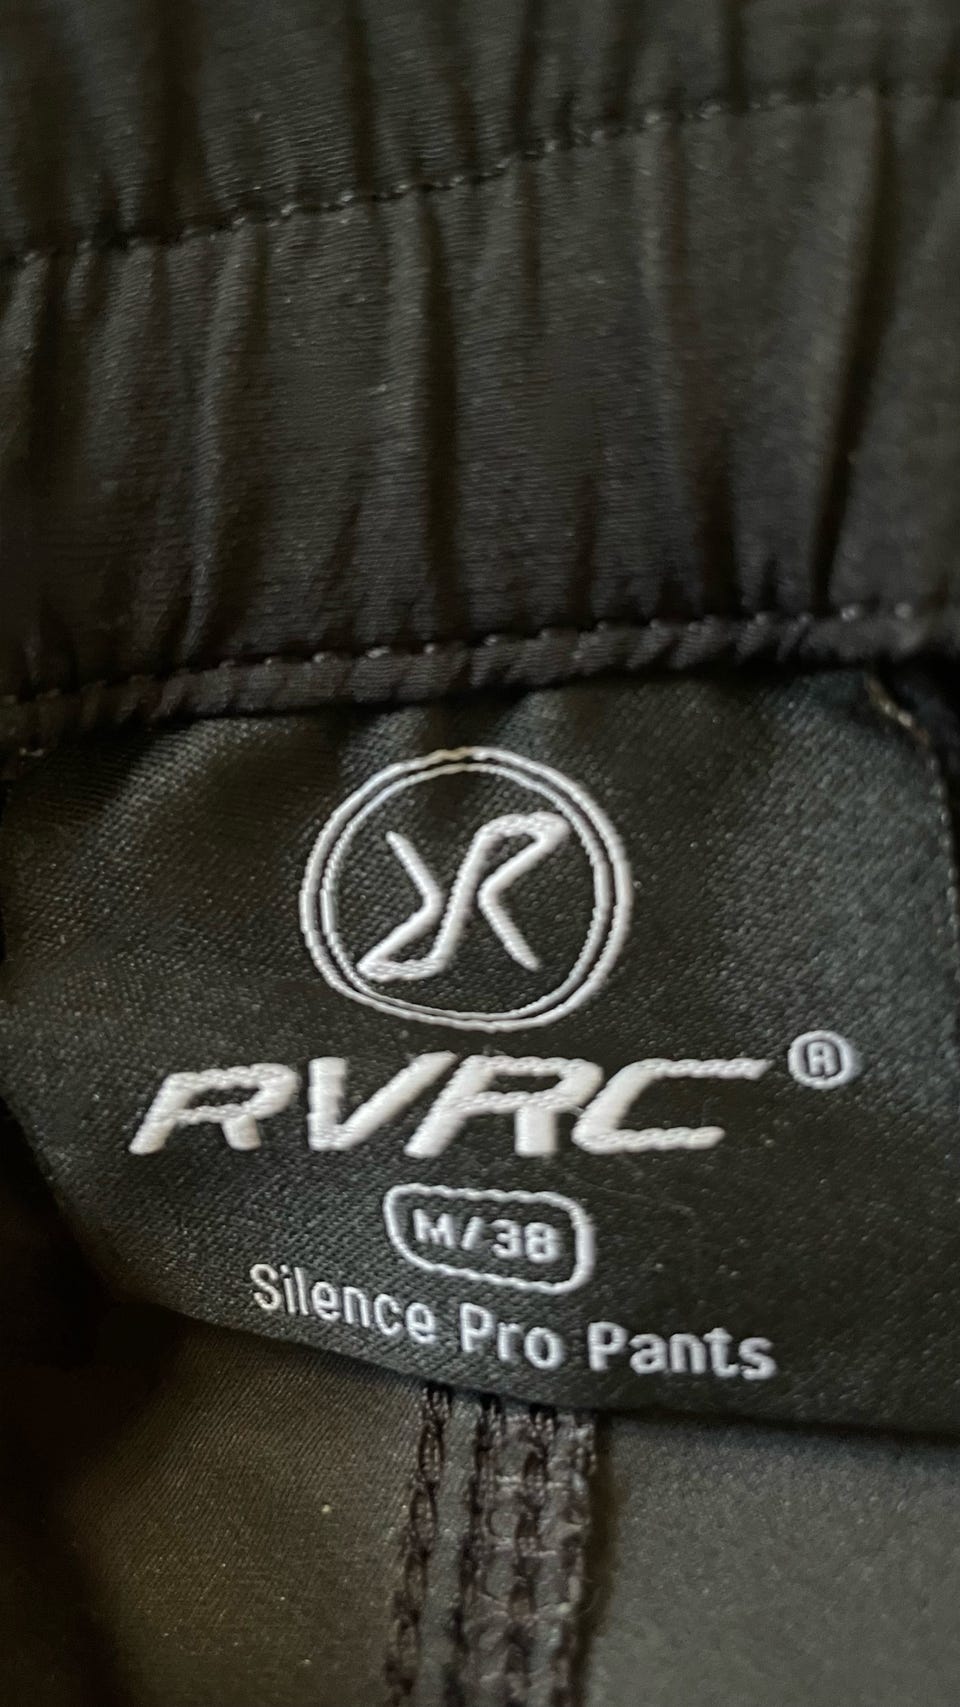 RVRC®
M/38
Silence Pro Pants